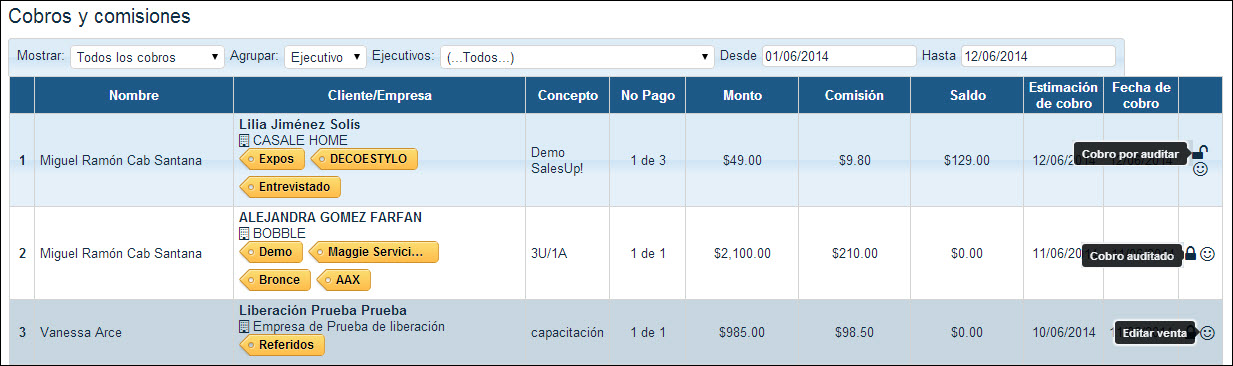 Cobros y comisiones
Mostrar: Todos los cobros Agrupar: Ejecutivo Ejecutivos: (...Todos...) Desde 01/06/2014 Hasta 12/06/2014
Nombre Cliente/Empresa Concepto No Pago Monto Comisión Saldo Estimación de cobro Fecha de cobro
Lilia Jiménez Solís
CASALE HOME
Expos DECOESTYLO
Entrevistado
1 Miguel Ramón Cab Santana Demo SalesUp! 1 de 3 $49.00 $9.80 $129.00 12/06/2014 Cobro por auditar
ALEJANDRA GOMEZ FARFAN
BOBBLE
Demo Maggie Servici...
Bronce AAX
2 Miguel Ramón Cab Santana 3U/1A 1 de 1 $2,100.00 $210.00 $0.00 11/06/2014 Cobro auditado
Liberación Prueba Prueba
Empresa de Prueba de liberación
Referidos
3 Vanessa Arce capacitación 1 de 1 $985.00 $98.50 $0.00 10/06/2014 Editar venta